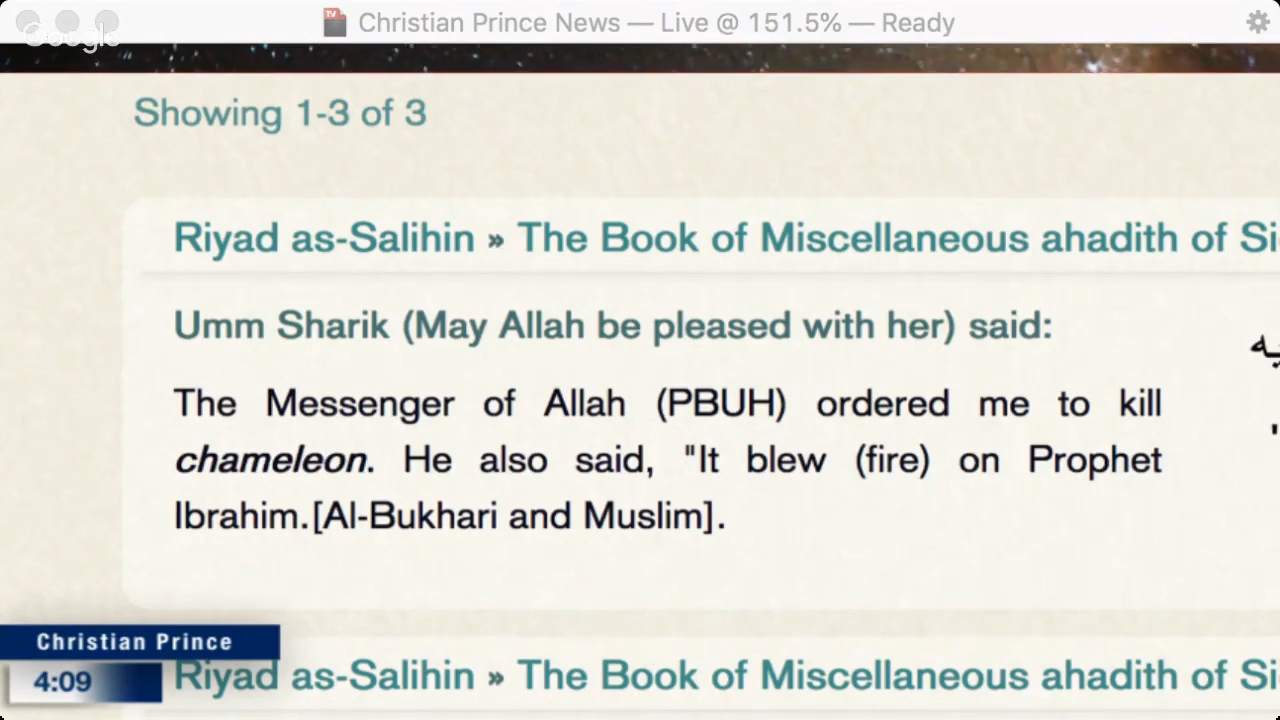 Christian Prince News — Live @ 151.5% — Ready
Google
Showing 1-3 of 3
Riyad as-Salihin » The Book of Miscellaneous ahadith of Si
Umm Sharik (May Allah be pleased with her) said:
The Messenger of Allah (PBUH) ordered me to kill
chameleon. He also said, "It blew (fire) on Prophet
Ibrahim.[Al-Bukhari and Muslim].
Christian Prince
4:09
Riyad as-Salihin » The Book of Miscellaneous ahadith of Si